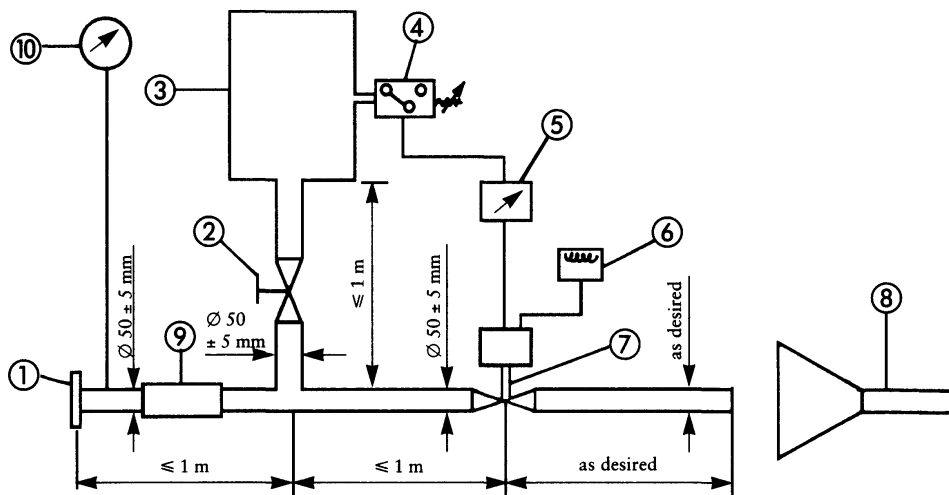 ⑩
③
④
⑤
②
⑥
Ø 50 ± 5 mm
⑨
Ø 50
± 5 mm
≤ 1 m
Ø 50 ± 5 mm
⑦
as desired
⑧
①
≤ 1 m
≤ 1 m
as desired